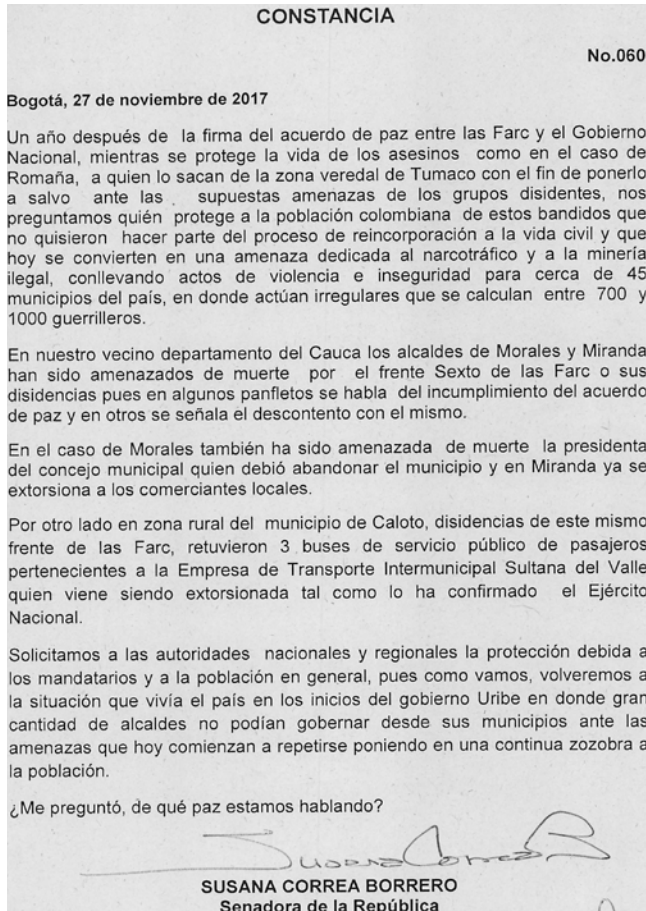 CONSTANCIA
No.060
Bogotá, 27 de noviembre de 2017
Un año después de la firma del acuerdo de paz entre las Farc y el Gobierno
Nacional, mientras se protege la vida de los asesinos como en el caso de
Romaña, a quien lo sacan de la zona veredal de Tumaco con el fin de ponerlo
a salvo ante las supuestas amenazas de los grupos disidentes, nos
preguntamos quién protege a la población colombiana de estos bandidos que
no quisieron hacer parte del proceso de reincorporación a la vida civil y que
hoy se convierten en una amenaza dedicada al narcotráfico y a la minería
ilegal, conllevando actos de violencia e inseguridad para cerca de 45
municipios del país, en donde actúan irregulares que se calculan entre 700 y
1000 guerrilleros.
En nuestro vecino departamento del Cauca los alcaldes de Morales y Miranda
han sido amenazados de muerte por el frente Sexto de las Farc o sus
disidencias pues en algunos panfletos se habla del incumplimiento del acuerdo
de paz y en otros se señala el descontento con el mismo.
En el caso de Morales también ha sido amenazada de muerte la presidenta
del concejo municipal quien debió abandonar el municipio y en Miranda ya se
extorsiona a los comerciantes locales.
Por otro lado en zona rural del municipio de Caloto, disidencias de este mismo
frente de las Farc, retuvieron 3 buses de servicio público de pasajeros
pertenecientes a la Empresa de Transporte Intermunicipal Sultana del Valle
quien viene siendo extorsionada tal como lo ha confirmado el Ejército
Nacional.
Solicitamos a las autoridades nacionales y regionales la protección debida a
los mandatarios y a la población en general, pues como vamos, volveremos a
la situación que vivía el país en los inicios del gobierno Uribe en donde gran
cantidad de alcaldes no podían gobernar desde sus municipios ante las
amenazas que hoy comienzan a repetirse poniendo en una continua zozobra a
la población.
¿Me preguntó, de qué paz estamos hablando?
Susana Correa B
SUSANA CORREA BORRERO
Senadora de la República